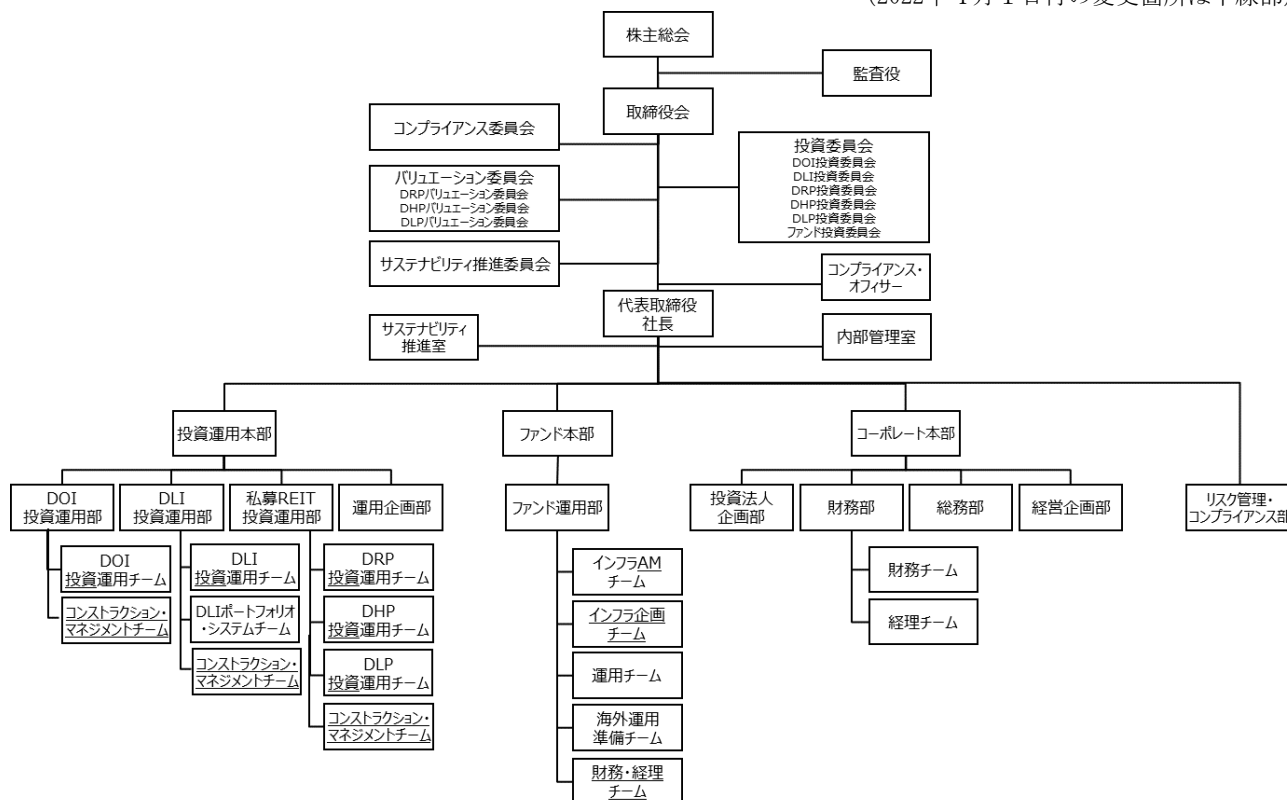 (2022年4月1日付の変更箇所は下線部)
株主総会
監査役
取締役会
コンプライアンス委員会
投資委員会
DOI投資委員会
DLI投資委員会
DRP投資委員会
DHP投資委員会
DLP投資委員会
ファンド投資委員会
バリュエーション委員会
DRPバリュエーション委員会
DHPバリュエーション委員会
DLPバリュエーション委員会
サステナビリティ推進委員会
コンプライアンス・
オフィサー
代表取締役
社長
サステナビリティ
推進室
内部管理室
投資運用本部
ファンド本部
コーポレート本部
DOI
投資運用部
DLI
投資運用部
私募REIT
投資運用部
運用企画部
ファンド運用部
投資法人
企画部
財務部
総務部
経営企画部
リスク管理・
コンプライアンス部
DOI
投資運用チーム
コンストラクション・
マネジメントチーム
DLI
投資運用チーム
DLIポートフォリオ
・システムチーム
コンストラクション・
マネジメントチーム
DRP
投資運用チーム
DHP
投資運用チーム
DLP
投資運用チーム
コンストラクション・
マネジメントチーム
インフラAM
チーム
インフラ企画
チーム
運用チーム
海外運用
準備チーム
財務・経理
チーム
財務チーム
経理チーム